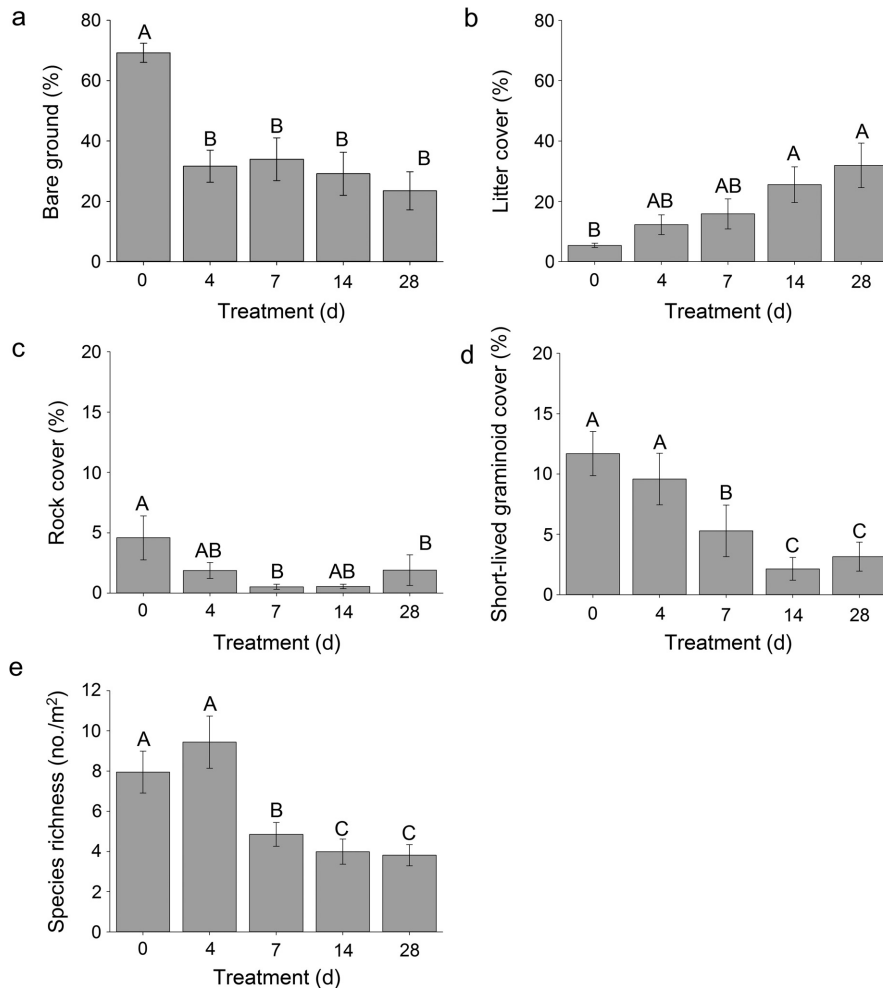 a
80
60
40
20
0
Bare ground (%)
A
B
B
B
B
0 4 7 14 28
Treatment (d)
b
80
60
40
20
0
Litter cover (%)
B
AB
AB
A
A
0 4 7 14 28
Treatment (d)
c
20
15
10
5
0
Rock cover (%)
A
AB
B
AB
B
0 4 7 14 28
Treatment (d)
d
20
15
10
5
0
Short-lived graminoid cover (%)
A
A
B
C
C
0 4 7 14 28
Treatment (d)
e
12
10
8
6
4
2
0
Species richness (no./m²)
A
A
B
C
C
0 4 7 14 28
Treatment (d)